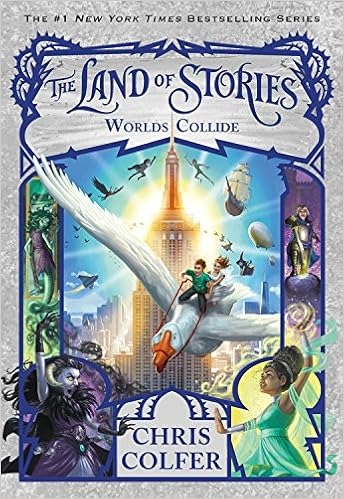 THE #1 NEW YORK TIMES BESTSELLING SERIES
THE LAND OF STORIES
WORLDS COLLIDE
CHRIS
COLFER